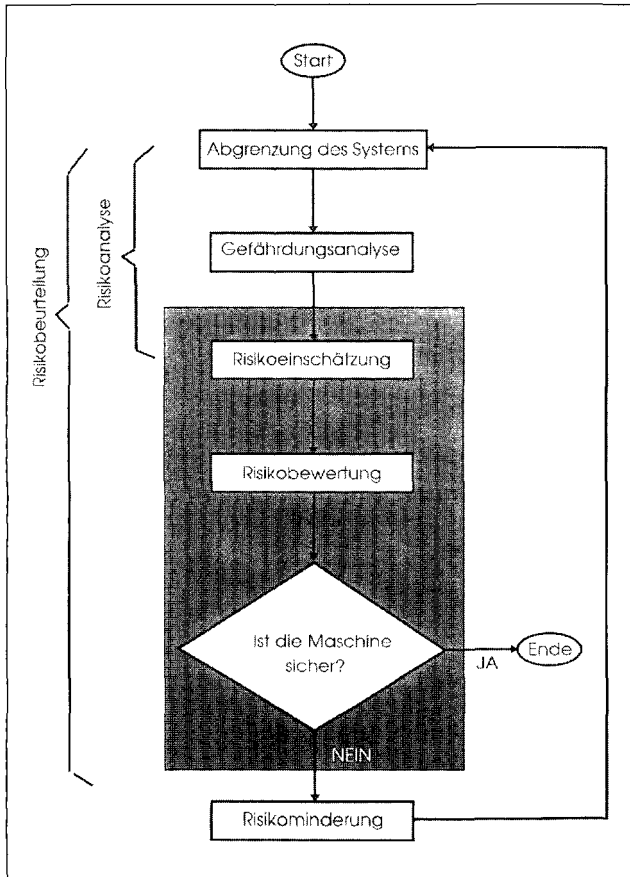 Start
Abgrenzung des Systems
Gefährdungsanalyse
Risikoeinschätzung
Risikobewertung
Ist die Maschine
sicher?
JA
Ende
NEIN
Risikominderung
Risikoanalyse
Risikobeurteilung